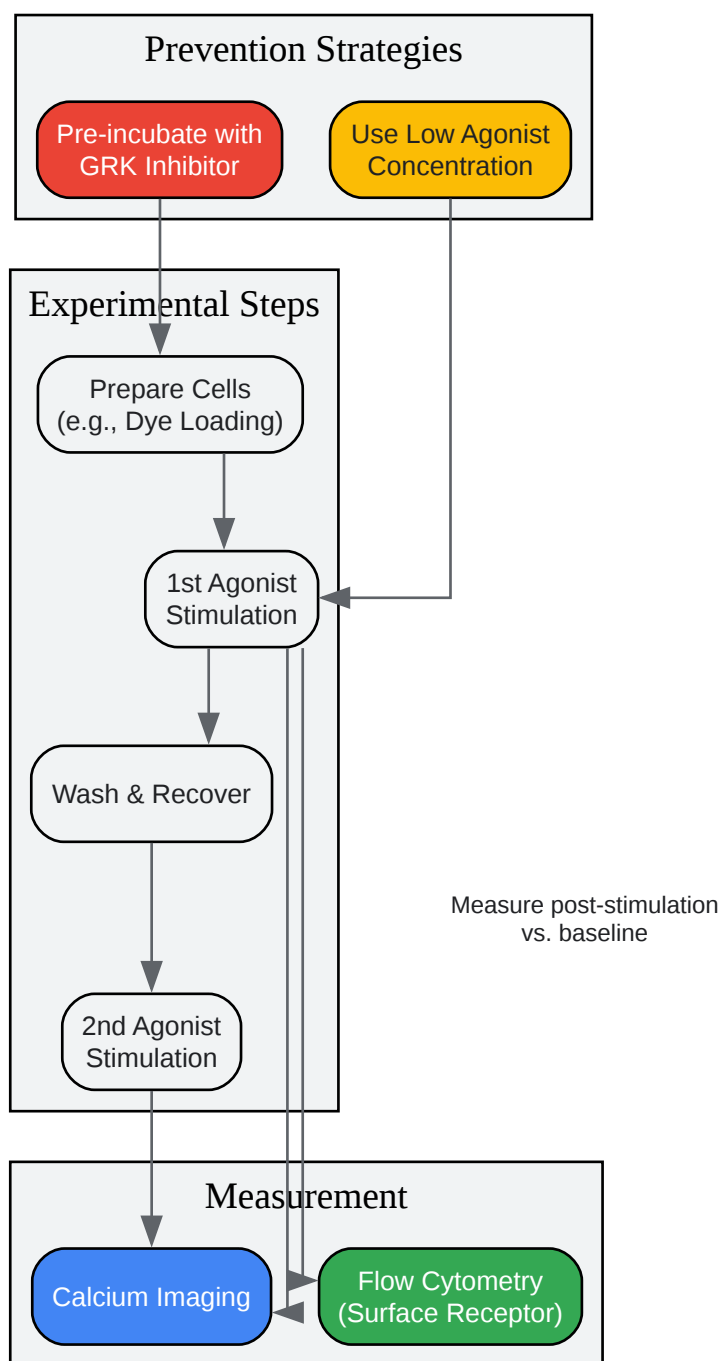 Prevention Strategies
Pre-incubate with
GRK Inhibitor
Use Low Agonist
Concentration
Experimental Steps
Prepare Cells
(e.g., Dye Loading)
1st Agonist
Stimulation
Wash & Recover
Measure post-stimulation
vs. baseline
2nd Agonist
Stimulation
Measurement
Calcium Imaging
Flow Cytometry
(Surface Receptor)